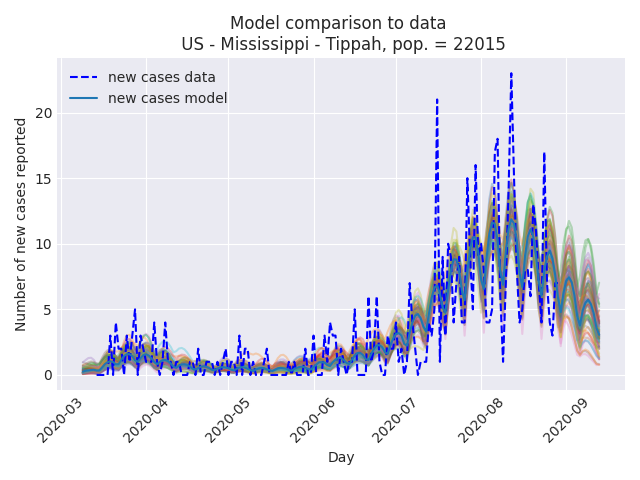 Model comparison to data
US - Mississippi - Tippah, pop. = 22015
new cases data
new cases model
Number of new cases reported
20
15
10
5
0
2020-03
2020-04
2020-05
2020-06
2020-07
2020-08
2020-09
Day